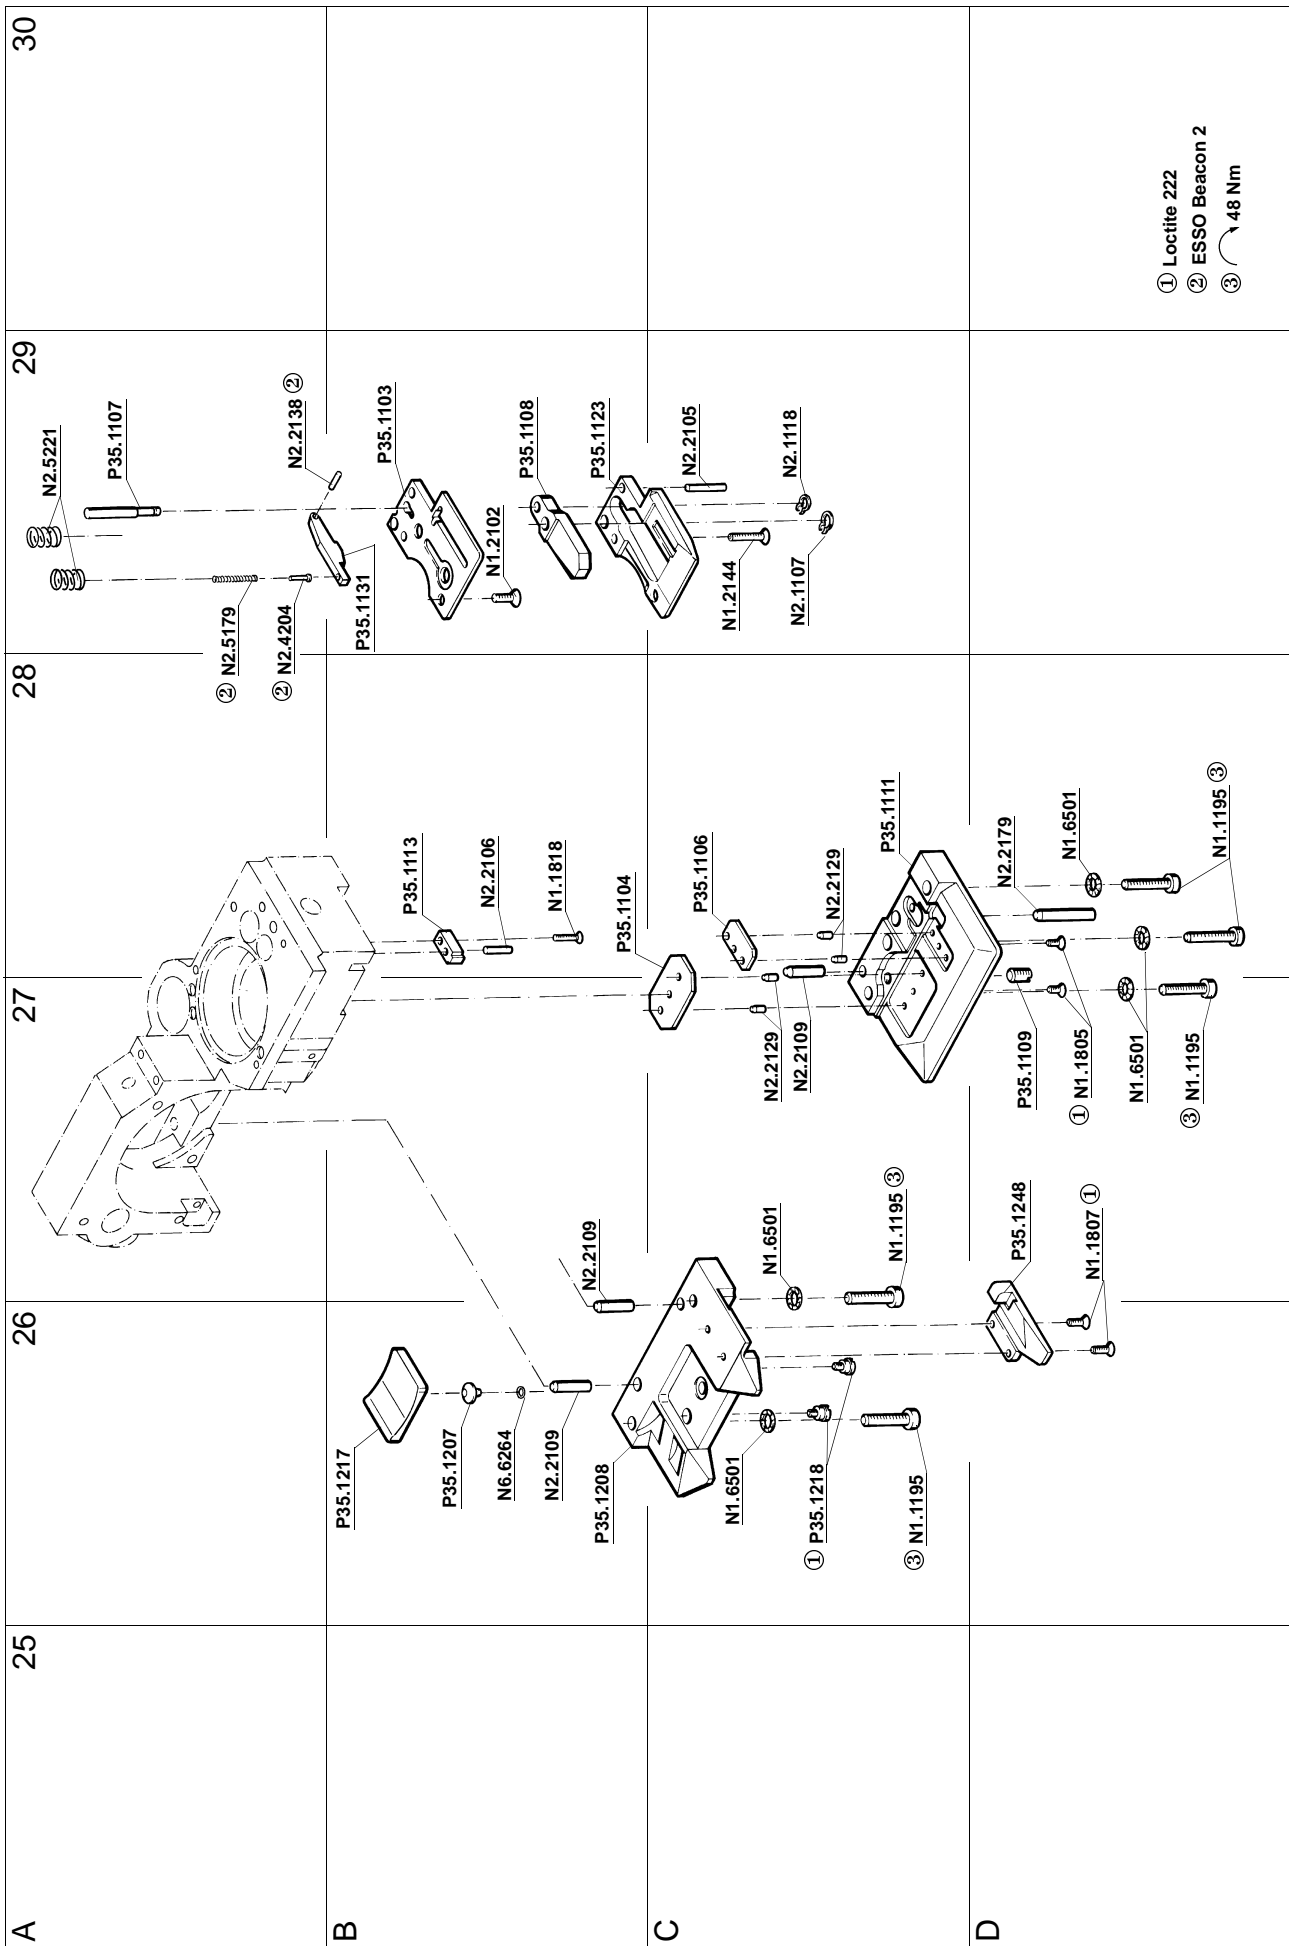 30
29
28
27
26
25
A
B
C
D
N2.5221
P35.1107
N2.2138 ②
② N2.5179
② N2.4204
P35.1131
P35.1103
N1.2102
P35.1108
P35.1123
N2.2105
N1.2144
N2.1107
N2.1118
P35.1113
N2.2106
N1.1818
P35.1104
P35.1106
N2.2129
N2.2129
N2.2109
P35.1111
N2.2179
N1.6501
N1.1195 ③
P35.1109
① N1.1805
N1.6501
③ N1.1195
P35.1217
P35.1207
N6.6264
N2.2109
N2.2109
P35.1208
N1.6501
N1.6501
N1.1195 ③
① P35.1218
③ N1.1195
P35.1248
N1.1807 ①
① Loctite 222
② ESSO Beacon 2
③ 48 Nm